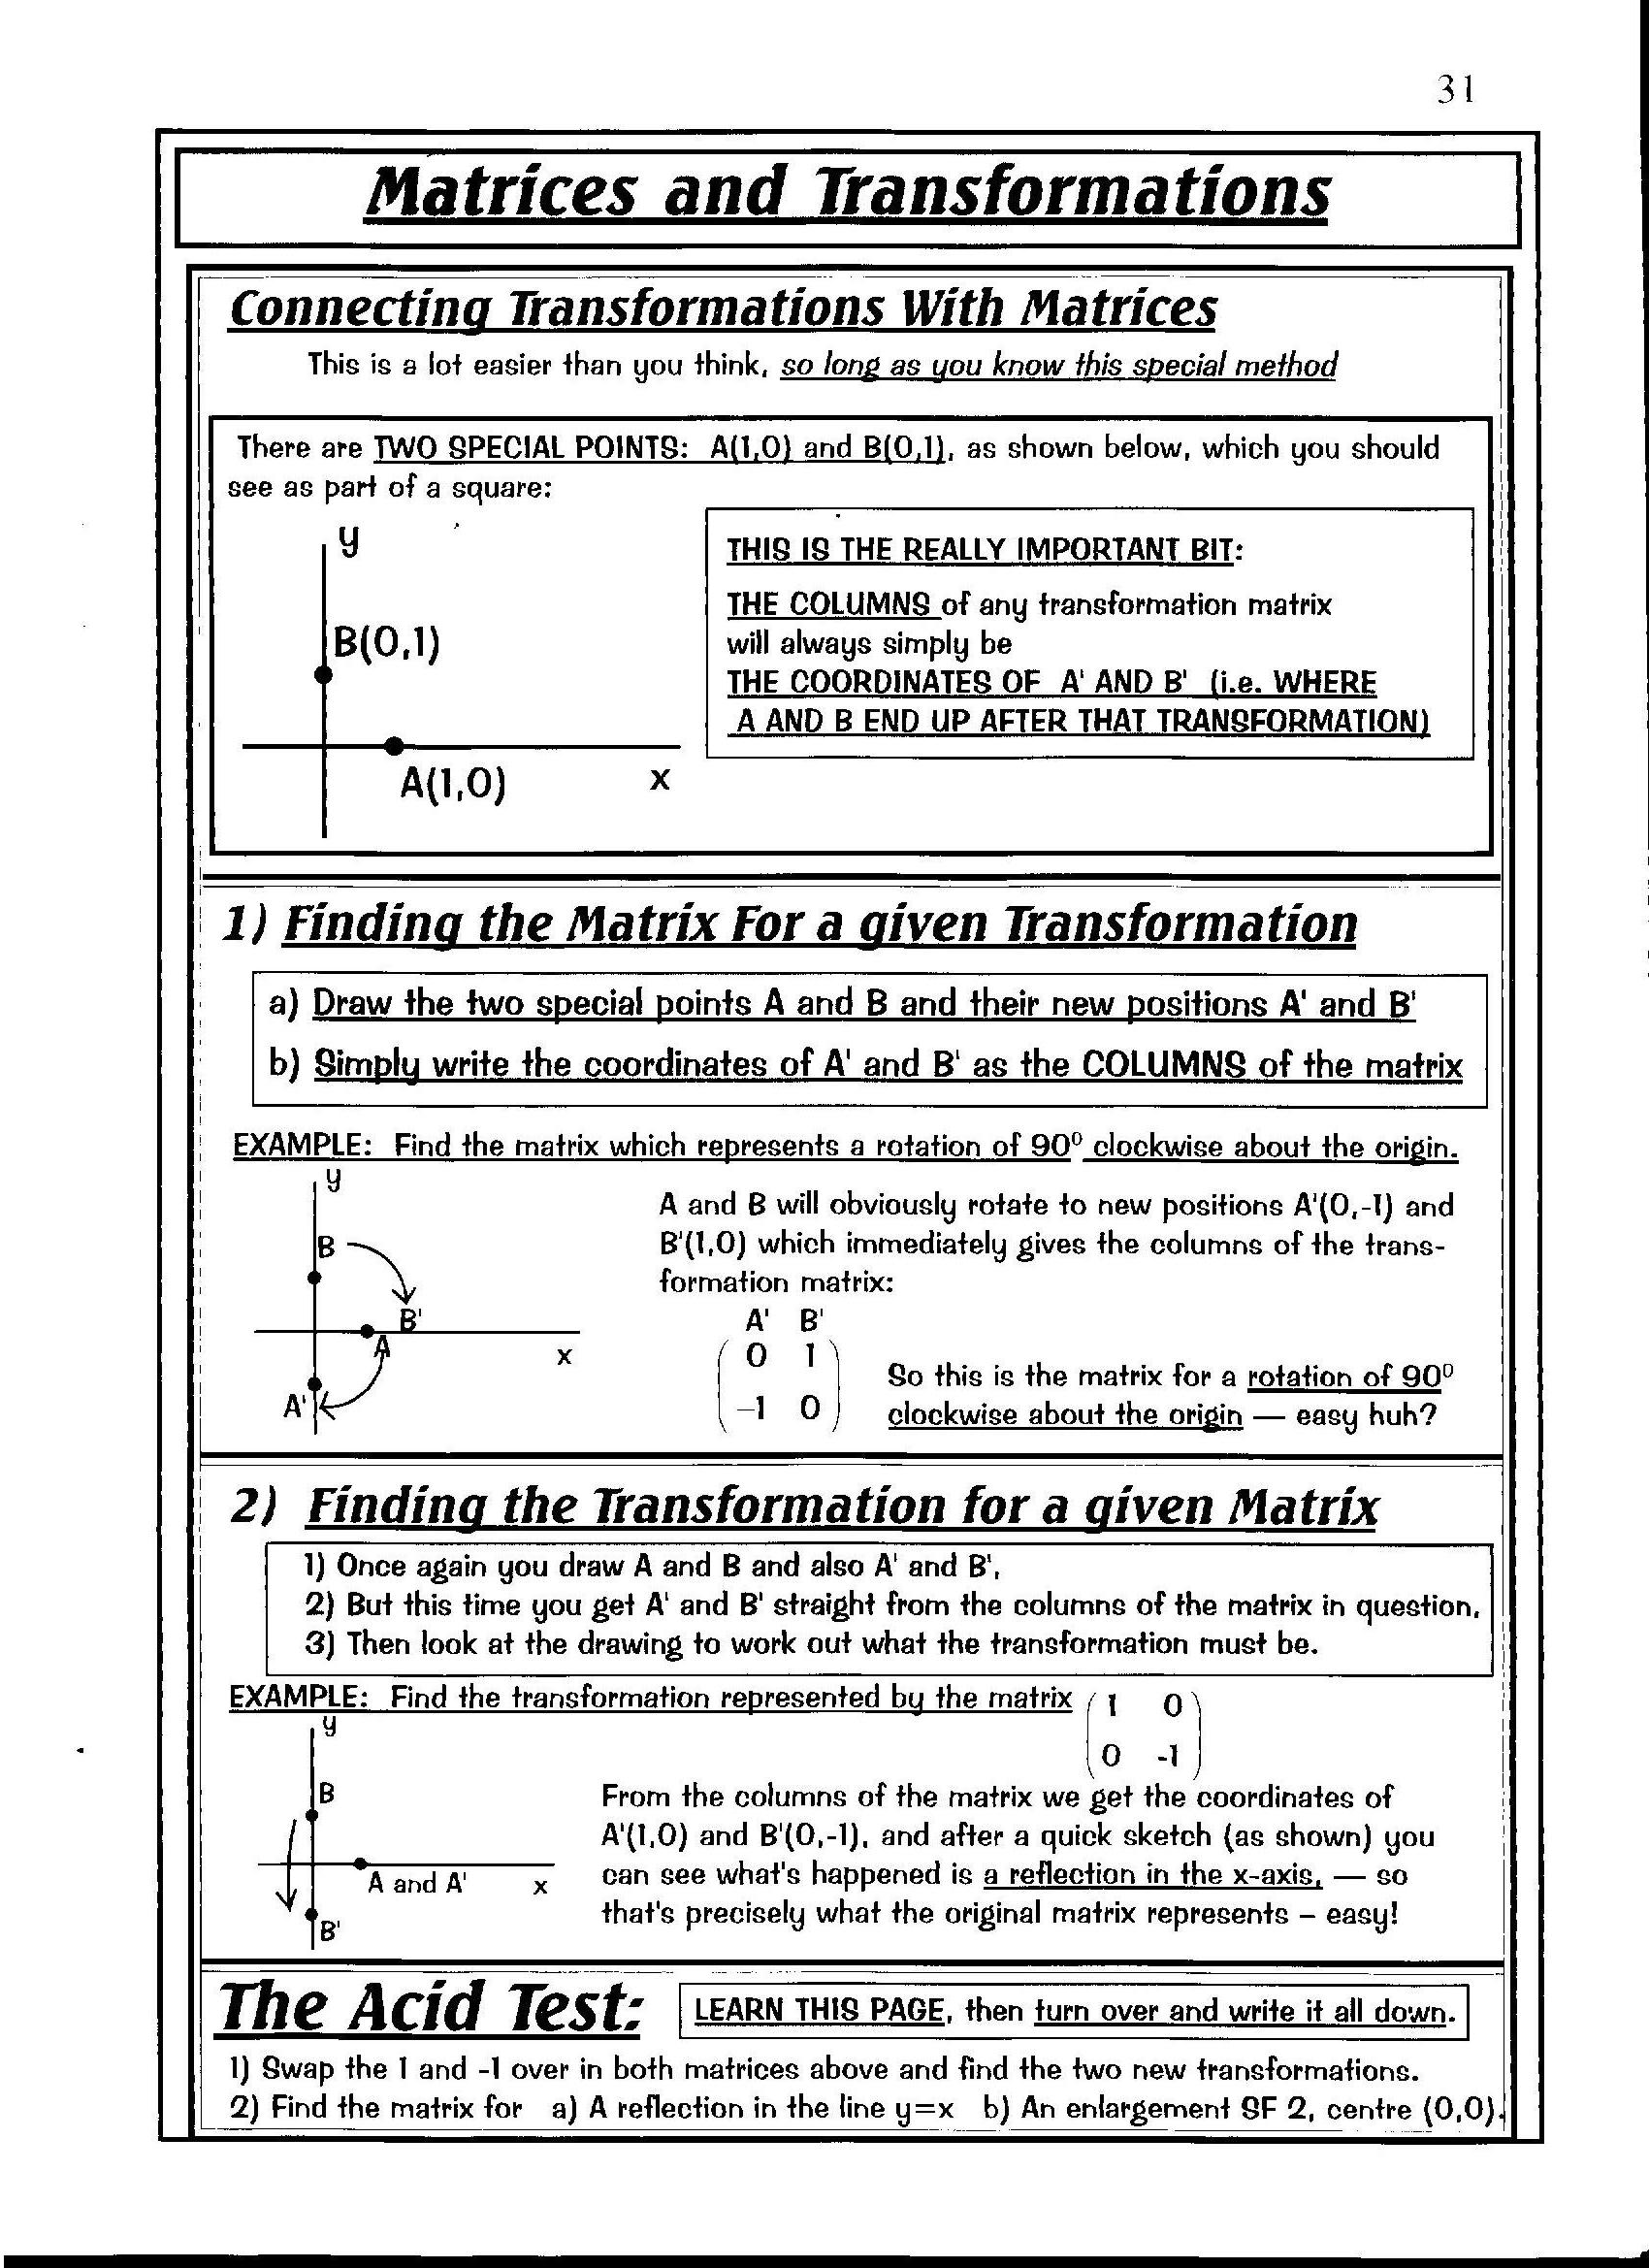 31
Matrices and Transformations
Connecting Transformations With Matrices
This is a lot easier than you think, so long as you know this special method
There are TWO SPECIAL POINTS: A(1,0) and B(0,1), as shown below, which you should
see as part of a square:
y
B(0,1)
A(1,0)
x
THIS IS THE REALLY IMPORTANT BIT:
THE COLUMNS of any transformation matrix
will always simply be
THE COORDINATES OF A' AND B' (i.e. WHERE
A AND B END UP AFTER THAT TRANSFORMATION)
1) Finding the Matrix For a given Transformation
a) Draw the two special points A and B and their new positions A' and B'
b) Simply write the coordinates of A' and B' as the COLUMNS of the matrix
EXAMPLE: Find the matrix which represents a rotation of 90⁰ clockwise about the origin.
y
B
B'
A
x
A'
A and B will obviously rotate to new positions A'(0,-1) and
B'(1,0) which immediately gives the columns of the trans-
formation matrix:
A' B'
0 1
-1 0
So this is the matrix for a rotation of 90⁰
clockwise about the origin — easy huh?
2) Finding the Transformation for a given Matrix
1) Once again you draw A and B and also A' and B',
2) But this time you get A' and B' straight from the columns of the matrix in question,
3) Then look at the drawing to work out what the transformation must be.
EXAMPLE: Find the transformation represented by the matrix
1 0
0 -1
y
B
A and A'
x
B'
From the columns of the matrix we get the coordinates of
A'(1,0) and B'(0,-1), and after a quick sketch (as shown) you
can see what's happened is a reflection in the x-axis, — so
that's precisely what the original matrix represents – easy!
The Acid Test:
LEARN THIS PAGE, then turn over and write it all down.
1) Swap the 1 and -1 over in both matrices above and find the two new transformations.
2) Find the matrix for a) A reflection in the line y=x b) An enlargement SF 2, centre (0,0).